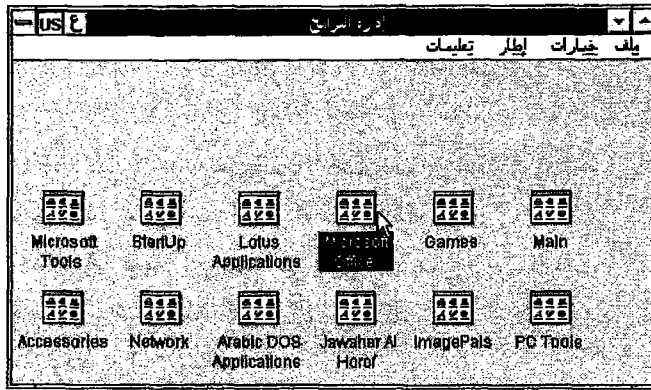 US ع
إدارة البرامج
ملف خيارات إطار تعليمات
Microsoft Tools
StartUp
Lotus Applications
Microsoft Office
Games
Main
Accessories
Network
Arabic DOS Applications
Jawaher Al Horof
ImagePals
PC Tools